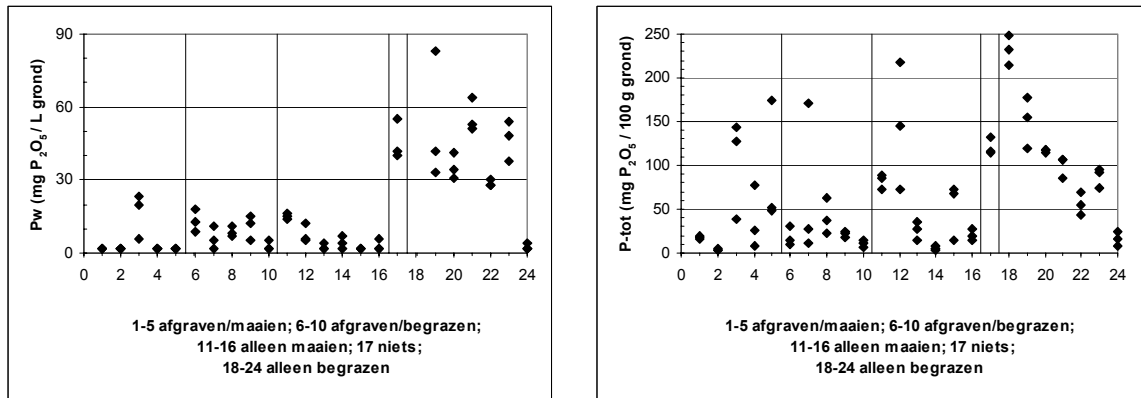 90
60
30
0
Pw (mg P₂O₅ / L grond)
0 2 4 6 8 10 12 14 16 18 20 22 24
1-5 afgraven/maaien; 6-10 afgraven/begrazen;
11-16 alleen maaien; 17 niets;
18-24 alleen begrazen
250
200
150
100
50
0
P-tot (mg P₂O₅ / 100 g grond)
0 2 4 6 8 10 12 14 16 18 20 22 24
1-5 afgraven/maaien; 6-10 afgraven/begrazen;
11-16 alleen maaien; 17 niets;
18-24 alleen begrazen